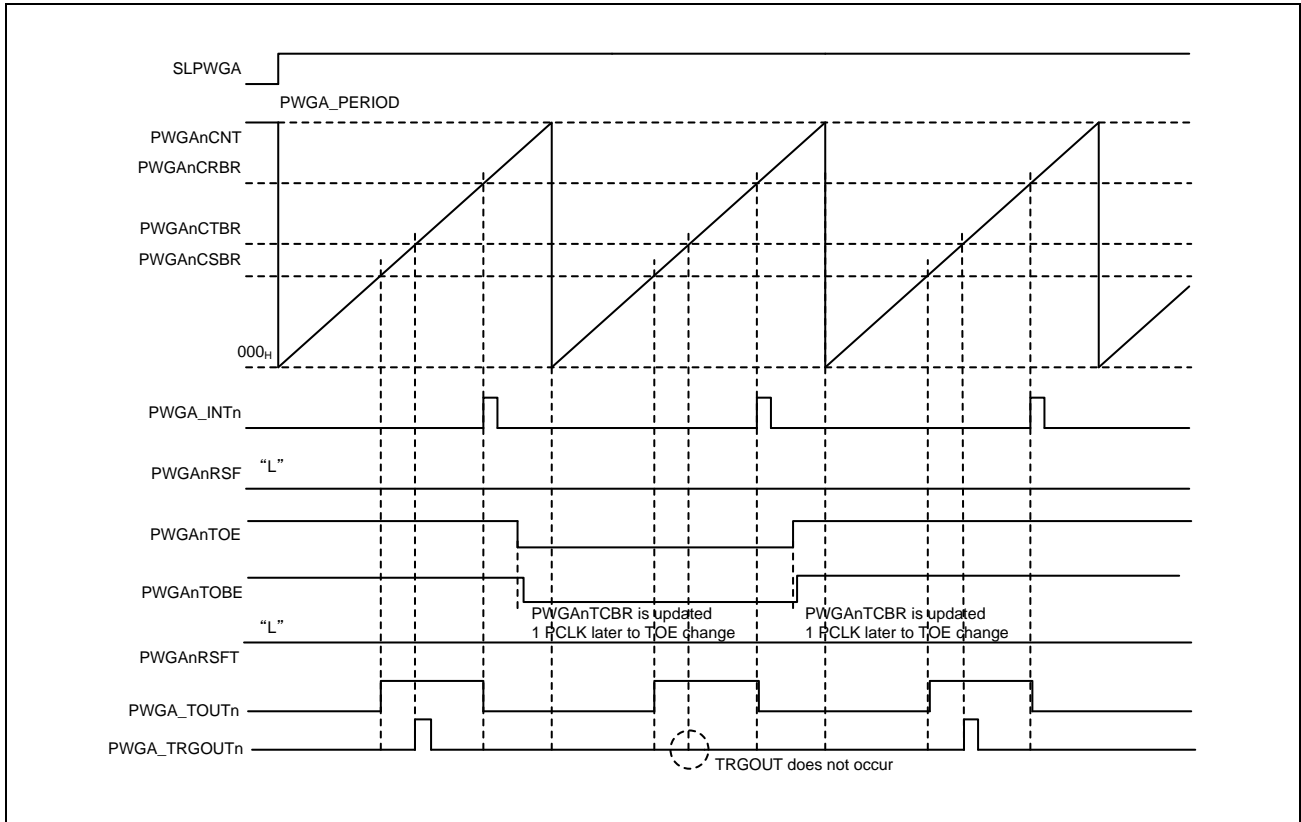 SLPWGA
PWGA_PERIOD
PWGAnCNT
PWGAnCRBR
PWGAnCTBR
PWGAnCSBR
000H
PWGA_INTn
PWGAnRSF
“L”
PWGAnTOE
PWGAnTOBE
PWGAnTCBR is updated
1 PCLK later to TOE change
PWGAnTCBR is updated
1 PCLK later to TOE change
“L”
PWGAnRSFT
PWGA_TOUTn
PWGA_TRGOUTn
TRGOUT does not occur